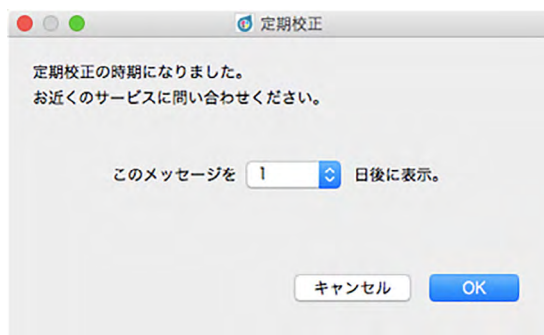 定期校正
定期校正の時期になりました。
お近くのサービスに問い合わせください。
このメッセージを 1 日後に表示。
キャンセル OK